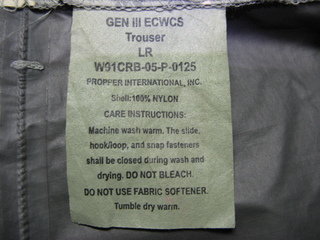 GEN III ECWCS
Trouser
LR
W91CRB-05-P-0125
PROPPER INTERNATIONAL, INC.
Shell: 100% NYLON
CARE INSTRUCTIONS:
Machine wash warm. The slide,
hook/loop, and snap fasteners
shall be closed during wash and
drying. DO NOT BLEACH.
DO NOT USE FABRIC SOFTENER.
Tumble dry warm.